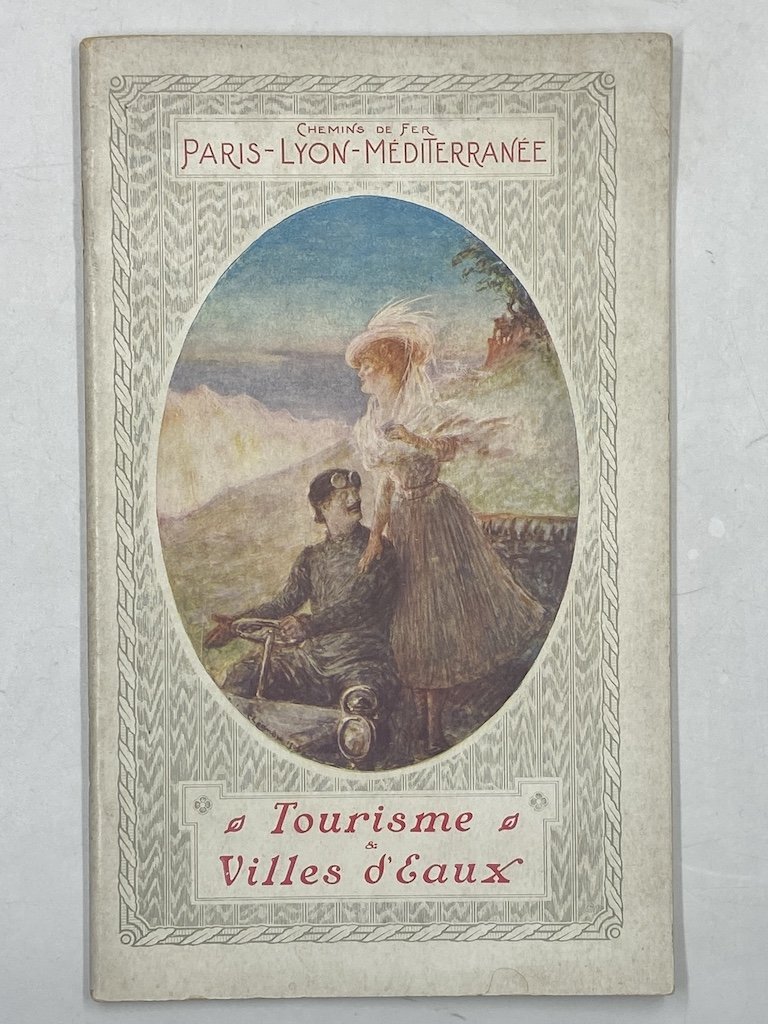 CHEMINS DE FER
PARIS-LYON-MÉDITERRANÉE
Tourisme
&
Villes d'Eaux